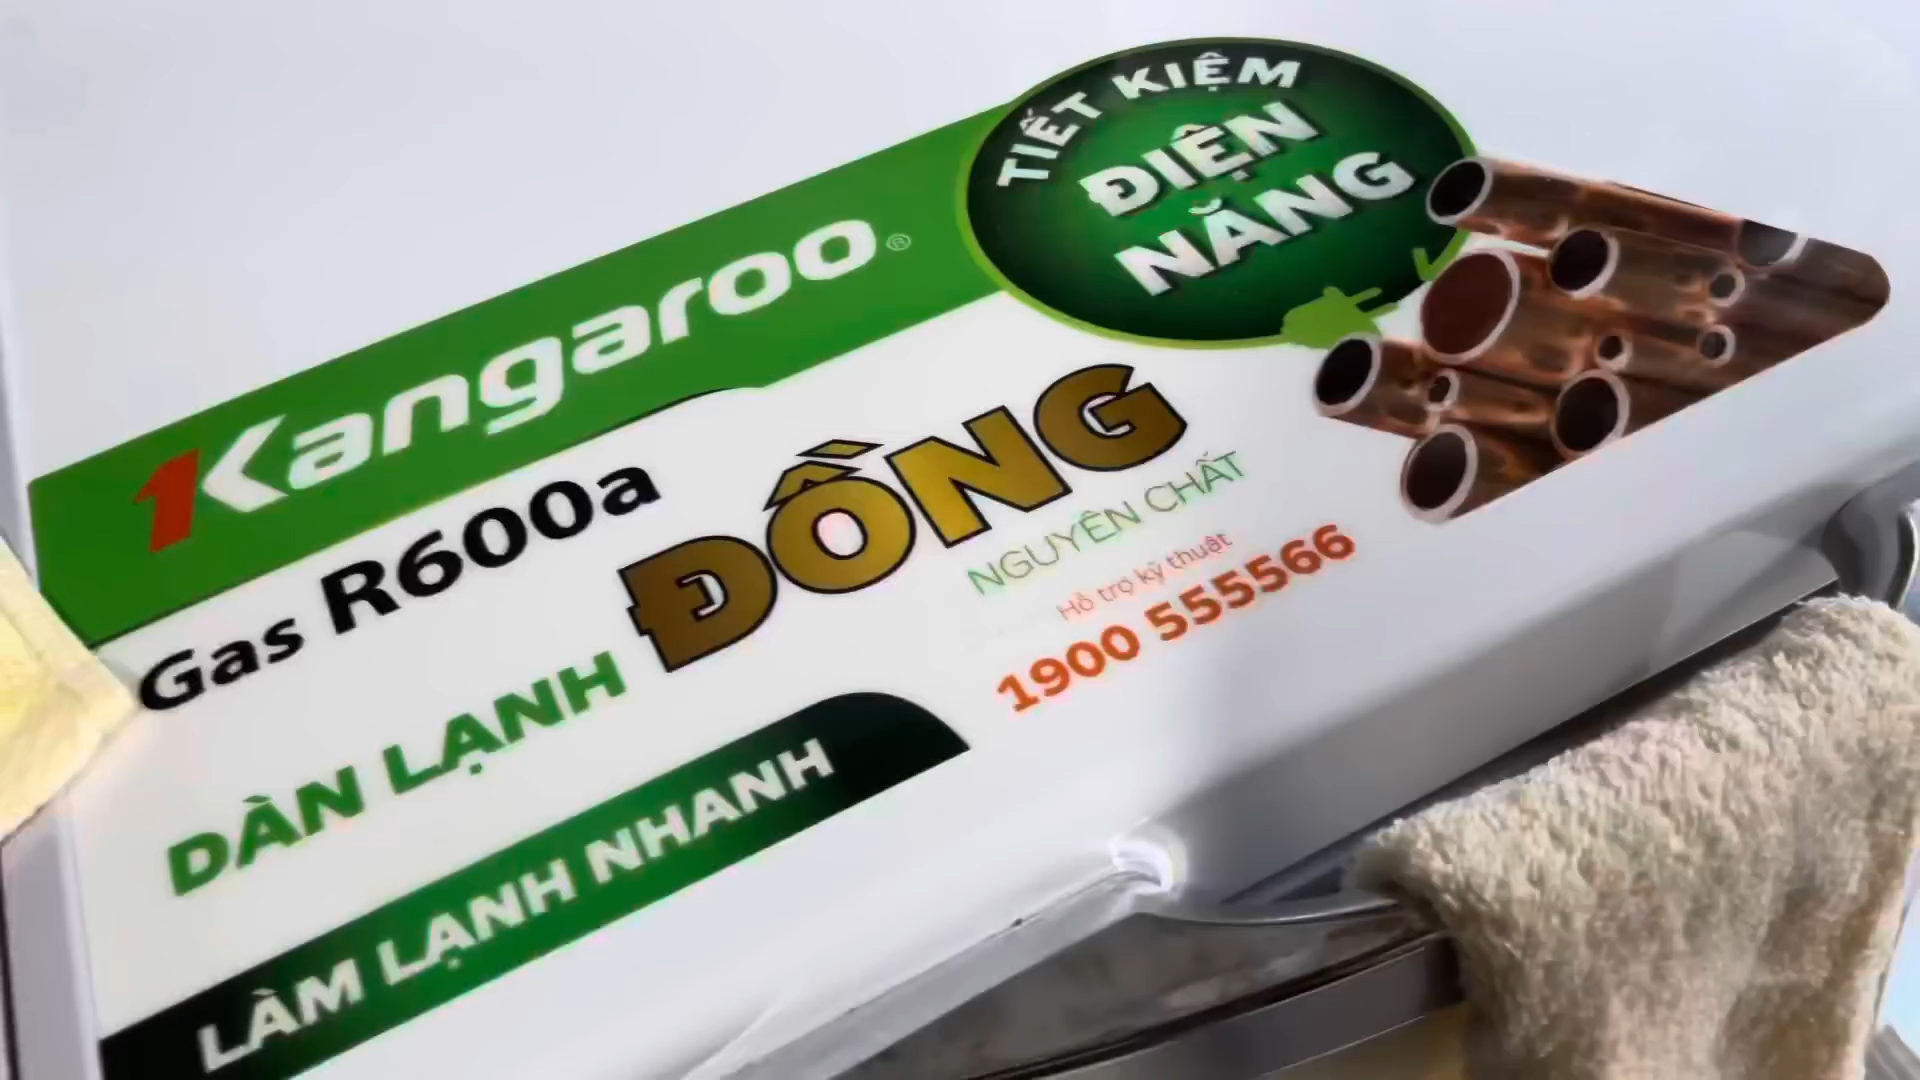 TIẾT KIỆM
ĐIỆN
NĂNG
1Kangaroo®
Gas R600a
DÀN LẠNH ĐỒNG
NGUYÊN CHẤT
Hỗ trợ kỹ thuật
1900 555566
LÀM LẠNH NHANH